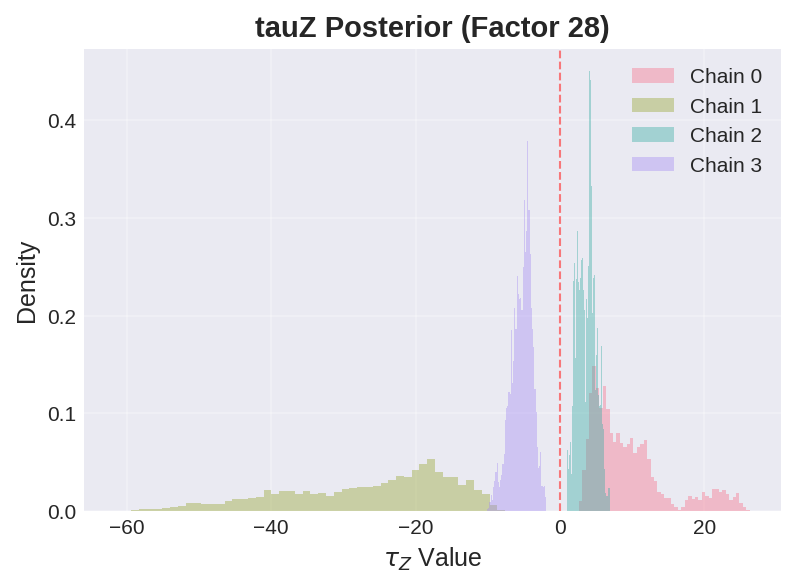 tauZ Posterior (Factor 28)
Chain 0
Chain 1
Chain 2
Chain 3
Density
0.4
0.3
0.2
0.1
0.0
−60
−40
−20
0
20
τZ Value